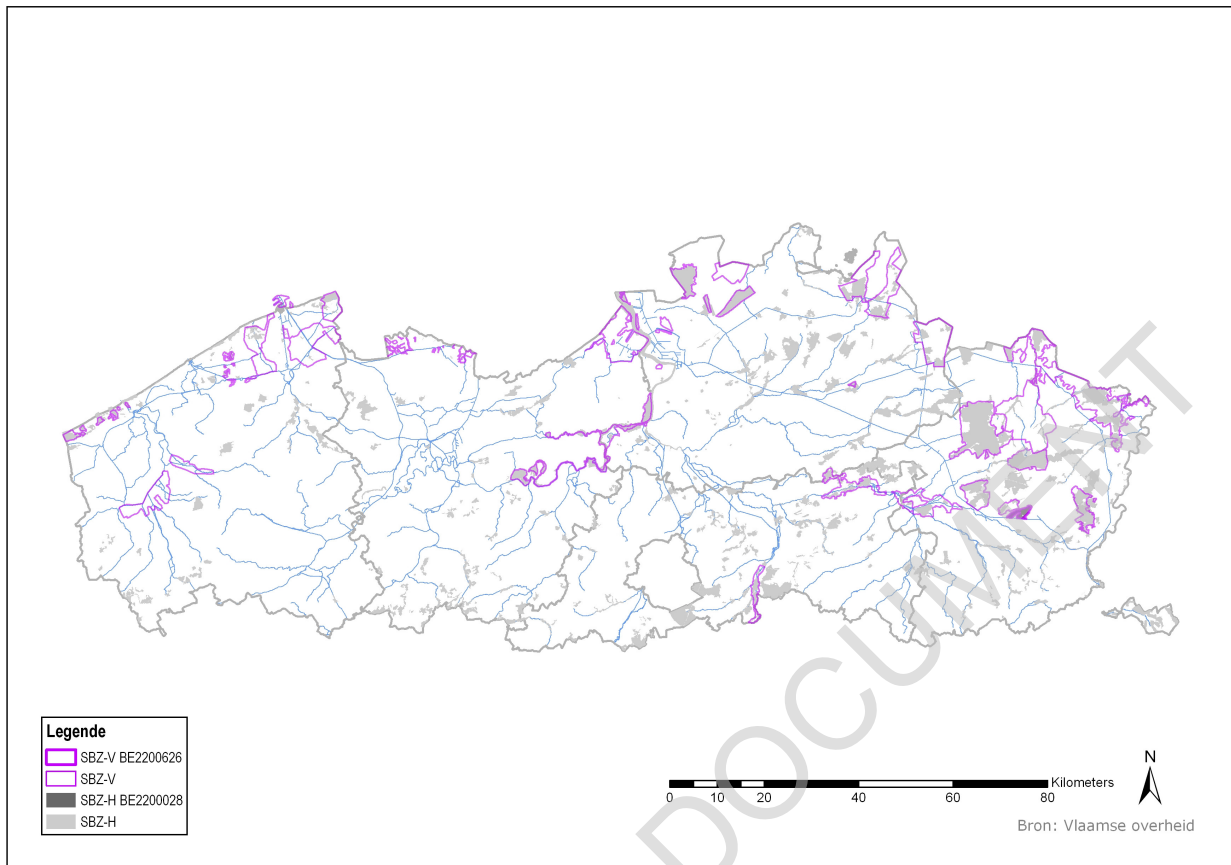 DOCUMENT
Legende
SBZ-V BE2200626
SBZ-V
SBZ-H BE2200028
SBZ-H
Kilometers
0 10 20 40 60 80
N
Bron: Vlaamse overheid